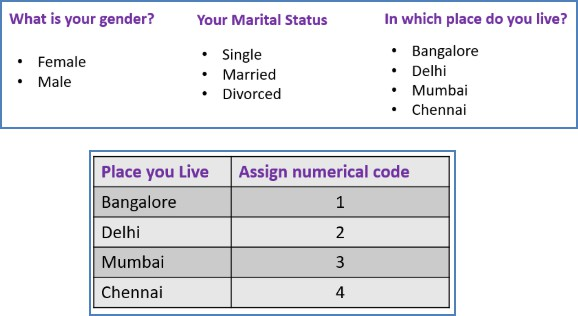 What is your gender?
• Female
• Male
Your Marital Status
• Single
• Married
• Divorced
In which place do you live?
• Bangalore
• Delhi
• Mumbai
• Chennai
Place you Live Assign numerical code
Bangalore 1
Delhi 2
Mumbai 3
Chennai 4